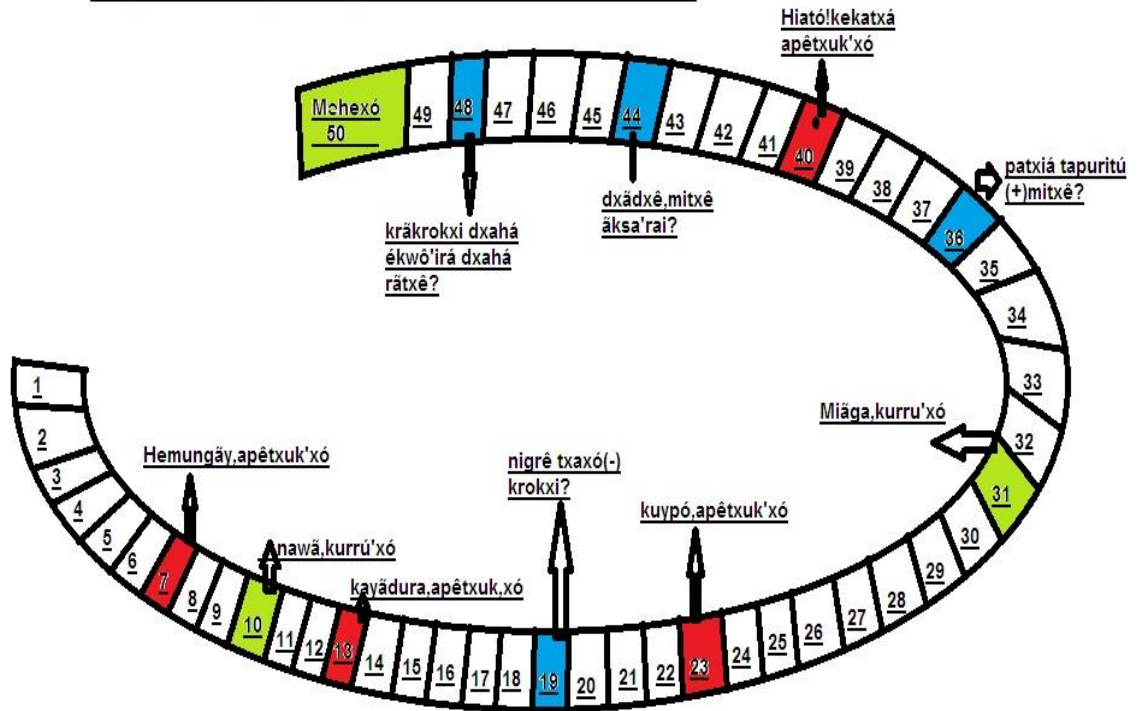 Hiató!kekatxá
apêtxuk'xó
Mehexó
50
49
48
47
46
45
44
43
42
41
40
39
38
37
36
35
34
33
32
31
30
29
28
27
26
25
24
23
22
21
20
19
18
17
16
15
14
13
12
11
10
9
8
7
6
5
4
3
2
1
patxiá tapuritú
(+)mitxê?
dxãdxê,mitxê
ãksa'rai?
krãkrokxi dxahá
ékwô'irá dxahá
rãtxê?
Miãga,kurru'xó
Hemungãy,apêtxuk'xó
nigrê txaxó(-)
krokxi?
kuypó,apêtxuk'xó
nawã,kurrú'xó
kayãdura,apêtxuk,xó